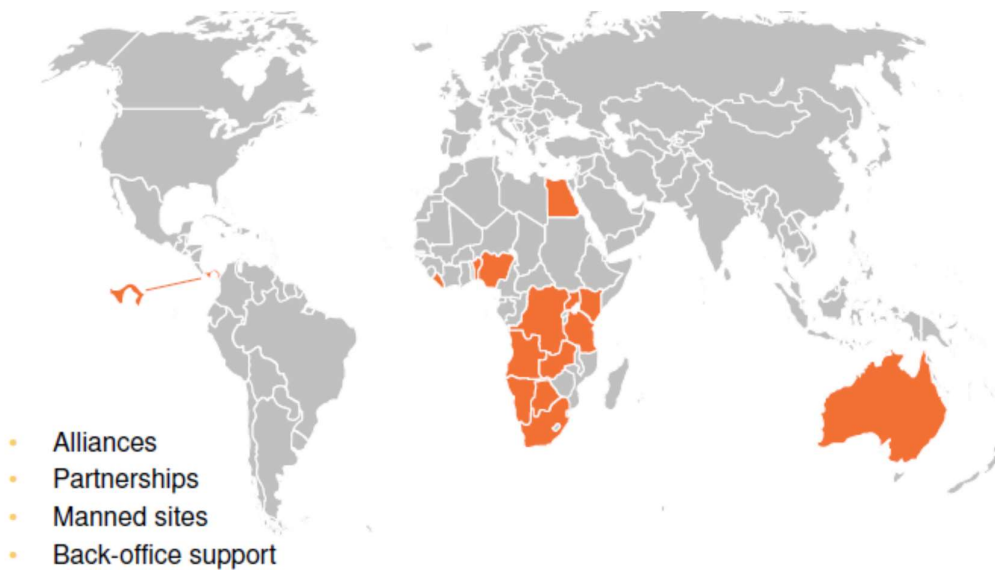 • Alliances
• Partnerships
• Manned sites
• Back-office support